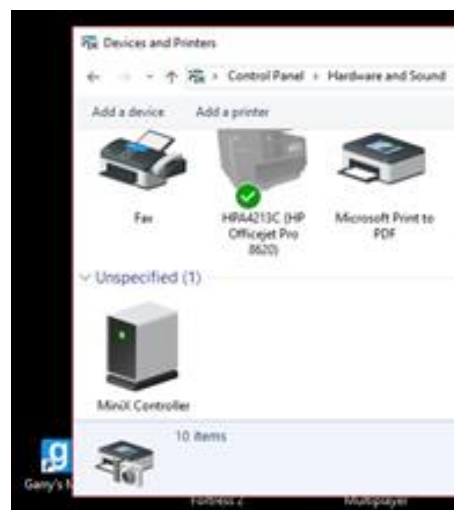 Devices and Printers
Control Panel
Hardware and Sound
Add a device
Add a printer
Fax
HPA4213C (HP
Officejet Pro
8620)
Microsoft Print to
PDF
Unspecified (1)
MiniX Controller
10 items
Garry's
Fortress 2
Multiplayer